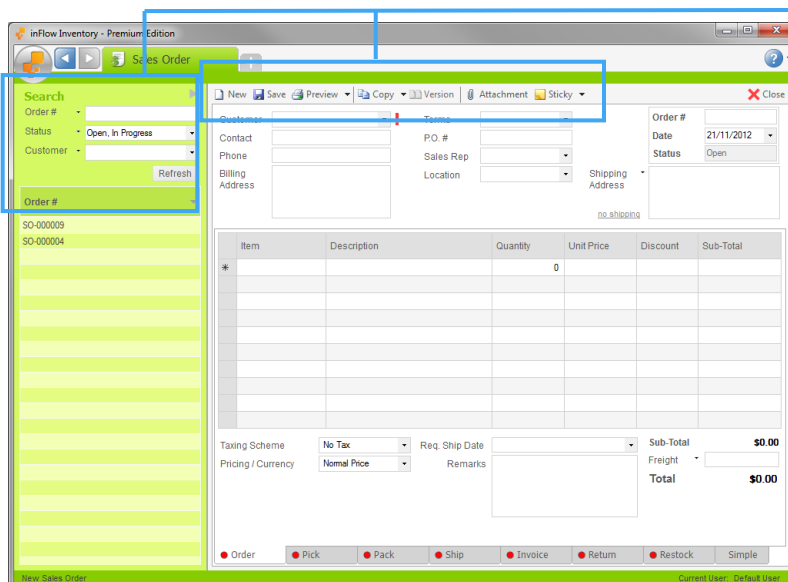 inFlow Inventory - Premium Edition
Sales Order
Search
Order #
Status Open, In Progress
Customer
Refresh
Order #
SO-000009
SO-000004
New Save Preview Copy Version Attachment Sticky Close
Customer Terms Order #
Contact P.O. # Date 21/11/2012
Phone Sales Rep Status Open
Billing Address Location Shipping Address
no shipping
Item Description Quantity Unit Price Discount Sub-Total
* 0
Taxing Scheme No Tax Req. Ship Date Sub-Total $0.00
Pricing / Currency Normal Price Remarks Freight
Total $0.00
Order Pick Pack Ship Invoice Return Restock Simple
New Sales Order Current User: Default User